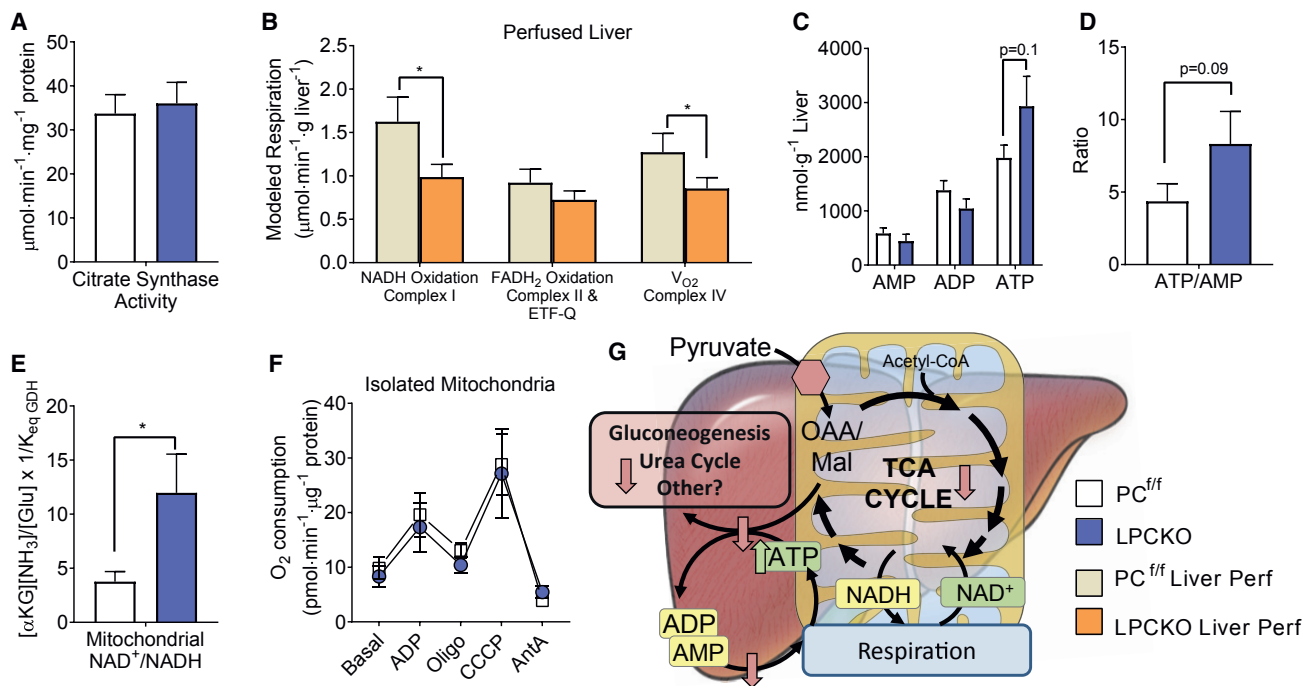 A
μmol·min⁻¹·mg⁻¹ protein
50
40
30
20
10
0
Citrate Synthase
Activity
B
Perfused Liver
Modeled Respiration
(μmol·min⁻¹·g liver⁻¹)
2.5
2.0
1.5
1.0
0.5
0.0
*
*
NADH Oxidation
Complex I
FADH₂ Oxidation
Complex II &
ETF-Q
V_O2
Complex IV
C
nmol·g⁻¹ Liver
4000
3000
2000
1000
0
p=0.1
AMP
ADP
ATP
D
Ratio
15
10
5
0
p=0.09
ATP/AMP
E
[αKG][NH₃]/[Glu] x 1/K_eq GDH
20
15
10
5
0
*
Mitochondrial
NAD⁺/NADH
F
Isolated Mitochondria
O₂ consumption
(pmol·min⁻¹·μg⁻¹ protein)
40
30
20
10
0
Basal
ADP
Oligo
CCCP
AntA
G
Pyruvate
Acetyl-CoA
Gluconeogenesis
Urea Cycle
Other?
OAA/
Mal
TCA
CYCLE
ATP
NADH
NAD⁺
ADP
AMP
Respiration
PC^f/f
LPCKO
PC^f/f Liver Perf
LPCKO Liver Perf